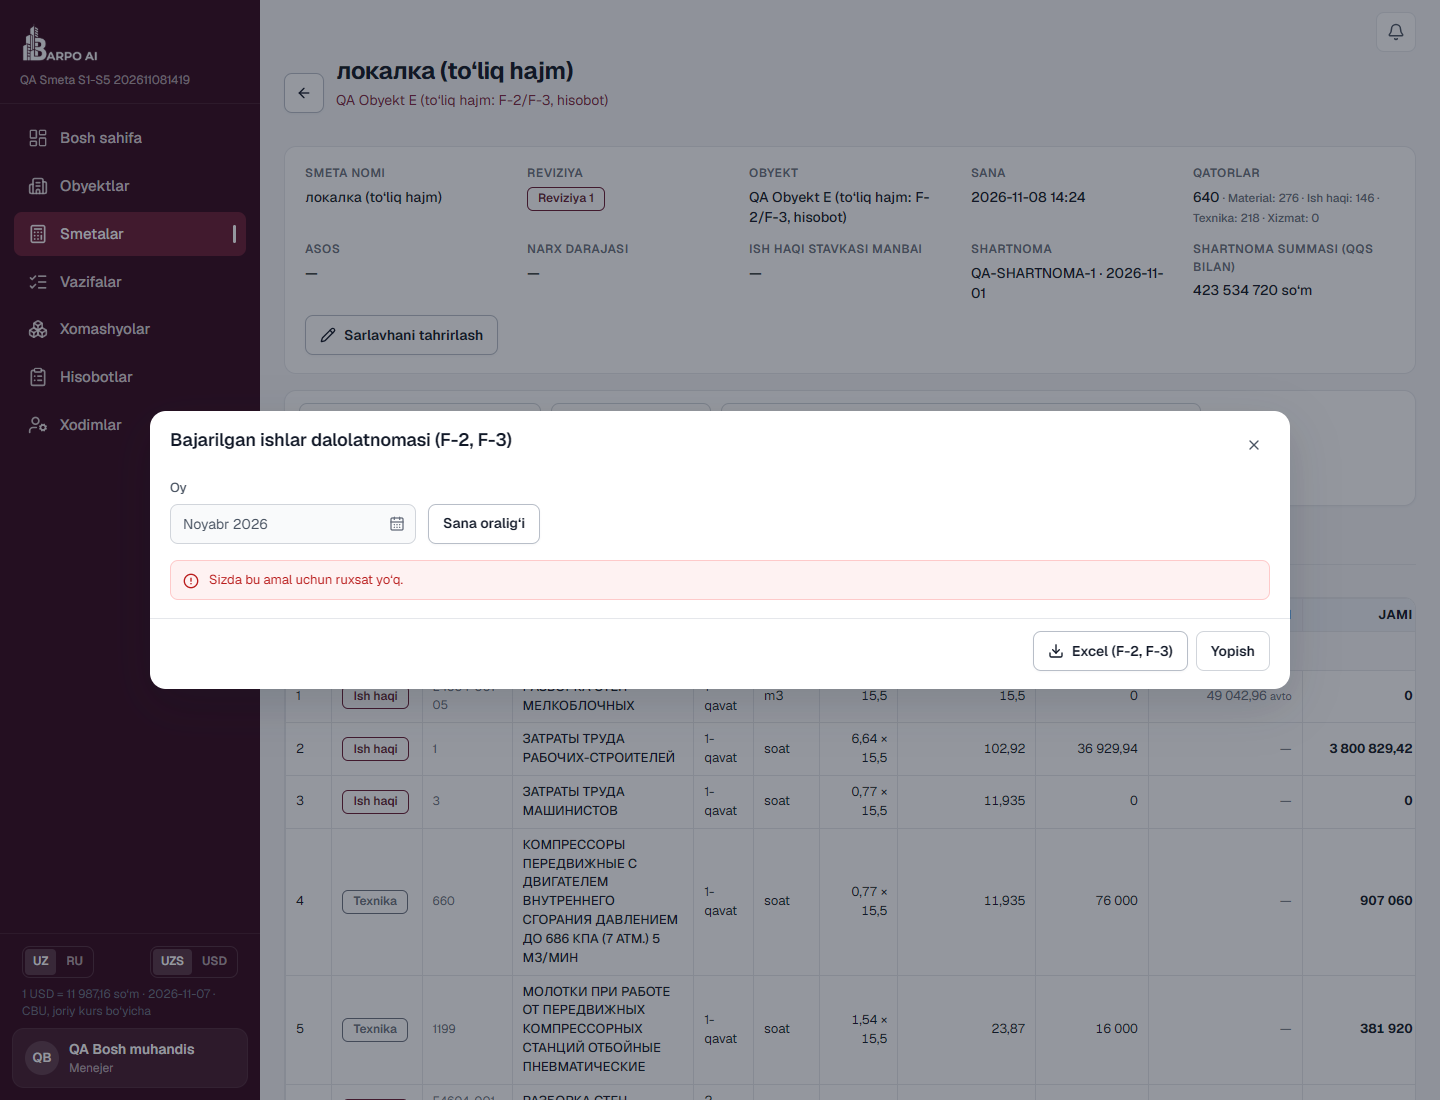 BARPO AI
QA Smeta S1-S5 202611081419
Bosh sahifa
Obyektlar
Smetalar
Vazifalar
Xomashyolar
Hisobotlar
Xodimlar
UZ RU UZS USD
1 USD = 11 987,16 so‘m · 2026-11-07 ·
CBU, joriy kurs bo‘yicha
QB
QA Bosh muhandis
Menejer
локалка (to‘liq hajm)
QA Obyekt E (to‘liq hajm: F-2/F-3, hisobot)
SMETA NOMI
локалка (to‘liq hajm)
REVIZIYA
Reviziya 1
OBYEKT
QA Obyekt E (to‘liq hajm: F-
2/F-3, hisobot)
SANA
2026-11-08 14:24
QATORLAR
640 · Material: 276 · Ish haqi: 146 ·
Texnika: 218 · Xizmat: 0
ASOS
—
NARX DARAJASI
—
ISH HAQI STAVKASI MANBAI
—
SHARTNOMA
QA-SHARTNOMA-1 · 2026-11-
01
SHARTNOMA SUMMASI (QQS
BILAN)
423 534 720 so‘m
Sarlavhani tahrirlash
Bajarilgan ishlar dalolatnomasi (F-2, F-3)
Oy
Noyabr 2026
Sana oralig‘i
Sizda bu amal uchun ruxsat yo‘q.
Excel (F-2, F-3)
Yopish
JAMI
1 Ish haqi 05 МЕЛКОБЛОЧНЫХ qavat m3 15,5 15,5 0 49 042,96 avto 0
2 Ish haqi 1 ЗАТРАТЫ ТРУДА
РАБОЧИХ-СТРОИТЕЛЕЙ 1-
qavat soat 6,64 ×
15,5 102,92 36 929,94 — 3 800 829,42
3 Ish haqi 3 ЗАТРАТЫ ТРУДА
МАШИНИСТОВ 1-
qavat soat 0,77 ×
15,5 11,935 0 — 0
4 Texnika 660 КОМПРЕССОРЫ
ПЕРЕДВИЖНЫЕ С
ДВИГАТЕЛЕМ
ВНУТРЕННЕГО
СГОРАНИЯ ДАВЛЕНИЕМ
ДО 686 КПА (7 АТМ.) 5
М3/МИН 1-
qavat soat 0,77 ×
15,5 11,935 76 000 — 907 060
5 Texnika 1199 МОЛОТКИ ПРИ РАБОТЕ
ОТ ПЕРЕДВИЖНЫХ
КОМПРЕССОРНЫХ
СТАНЦИЙ ОТБОЙНЫЕ
ПНЕВМАТИЧЕСКИЕ 1-
qavat soat 1,54 ×
15,5 23,87 16 000 — 381 920